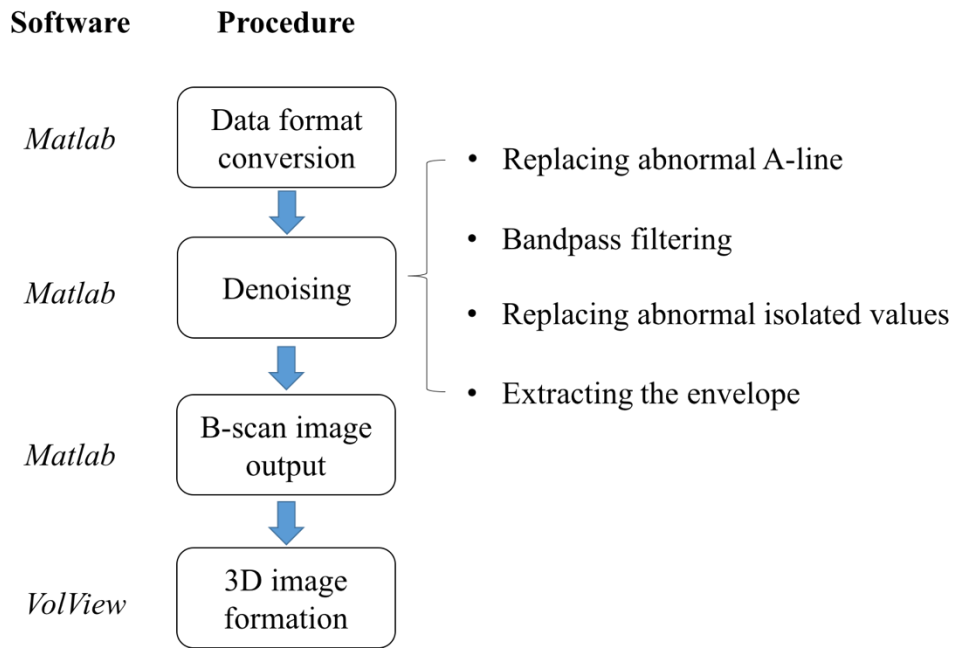 Software Procedure
Matlab
Data format
conversion
• Replacing abnormal A-line
• Bandpass filtering
Matlab
Denoising
• Replacing abnormal isolated values
• Extracting the envelope
Matlab
B-scan image
output
VolView
3D image
formation